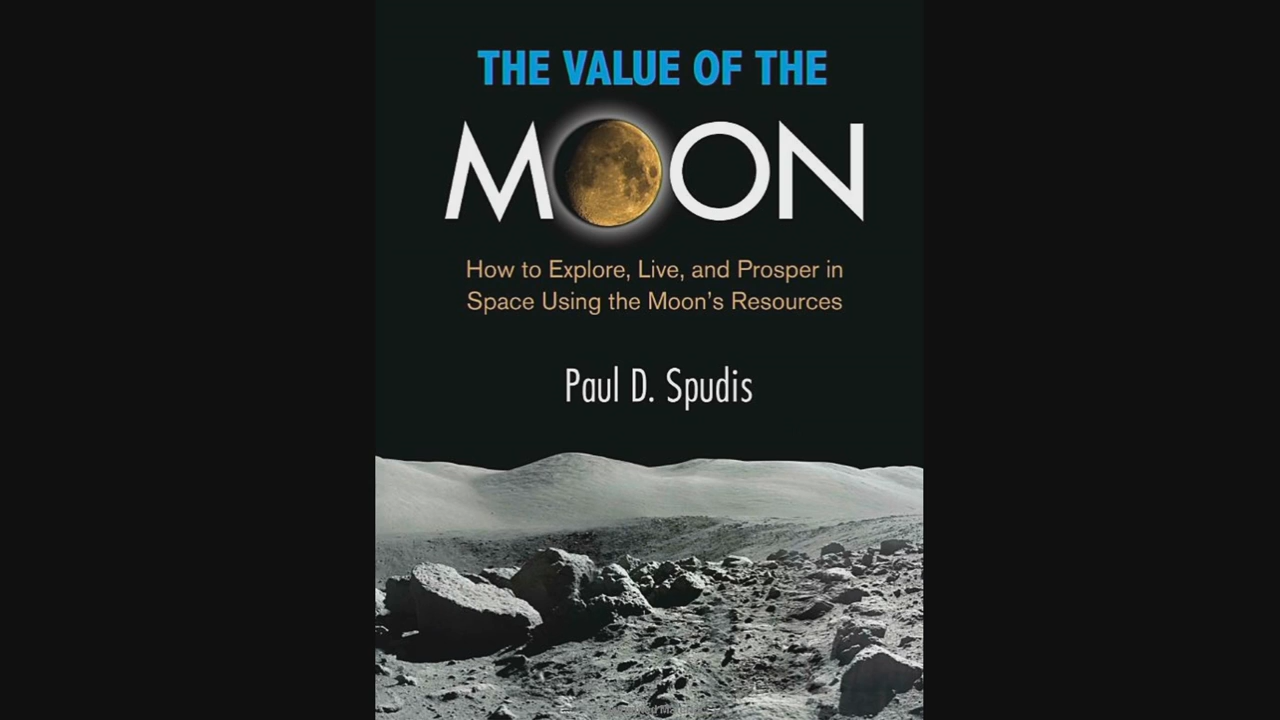 THE VALUE OF THE
MOON
How to Explore, Live, and Prosper in
Space Using the Moon's Resources
Paul D. Spudis